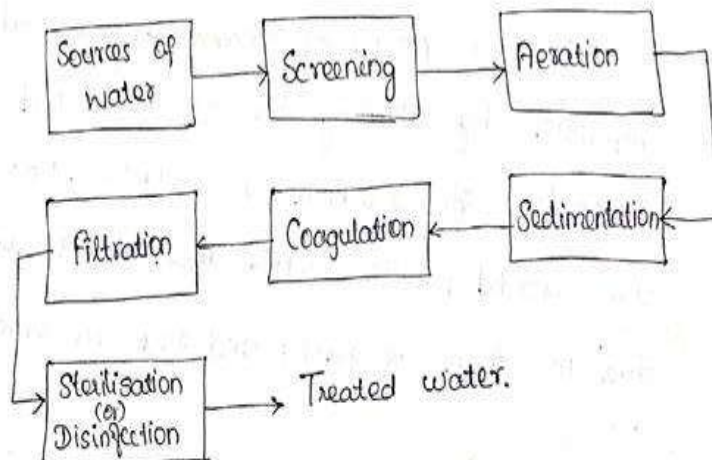 Sources of
water
Screening
Aeration
Sedimentation
Coagulation
Filtration
Sterilisation
(or)
Disinfection
Treated water.